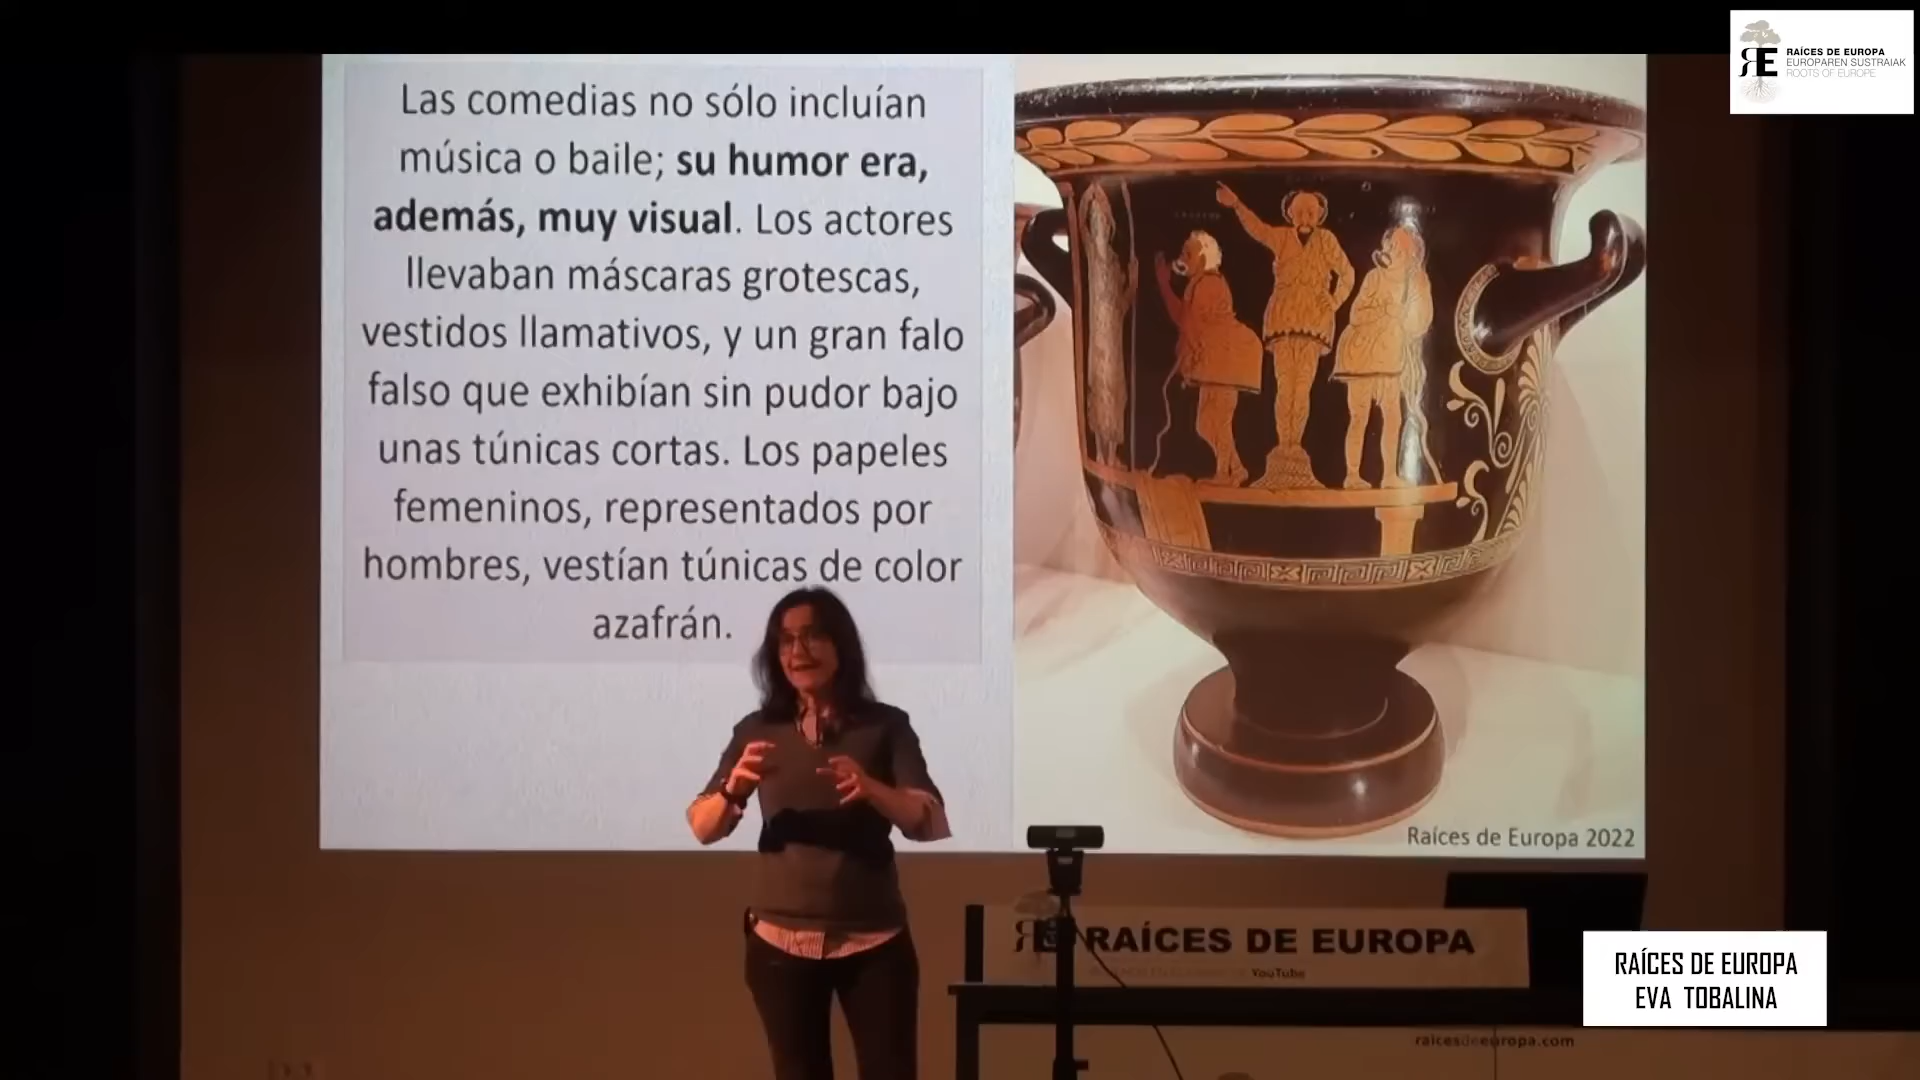 RAÍCES DE EUROPA
EUROPAREN SUSTRAIAK
ROOTS OF EUROPE
Las comedias no sólo incluían
música o baile; su humor era,
además, muy visual. Los actores
llevaban máscaras grotescas,
vestidos llamativos, y un gran falo
falso que exhibían sin pudor bajo
unas túnicas cortas. Los papeles
femeninos, representados por
hombres, vestían túnicas de color
azafrán.
Raíces de Europa 2022
RAÍCES DE EUROPA
YouTube
RAÍCES DE EUROPA
EVA TOBALINA
raicesdeeuropa.com